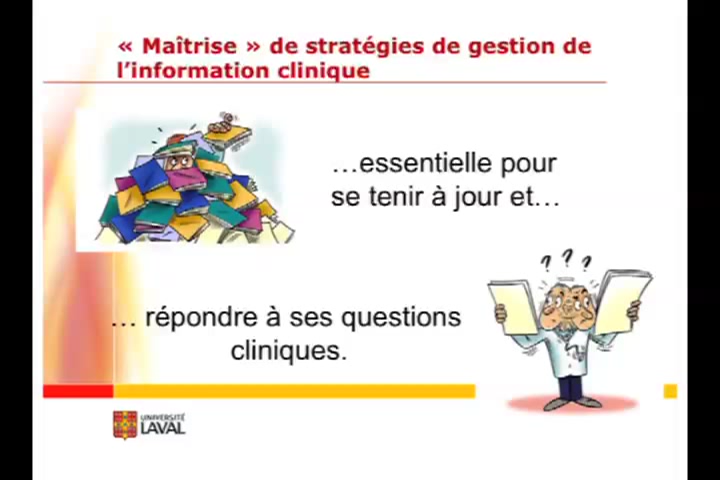 « Maîtrise » de stratégies de gestion de
l’information clinique
…essentielle pour
se tenir à jour et…
? ? ?
… répondre à ses questions
cliniques.
UNIVERSITÉ
LAVAL